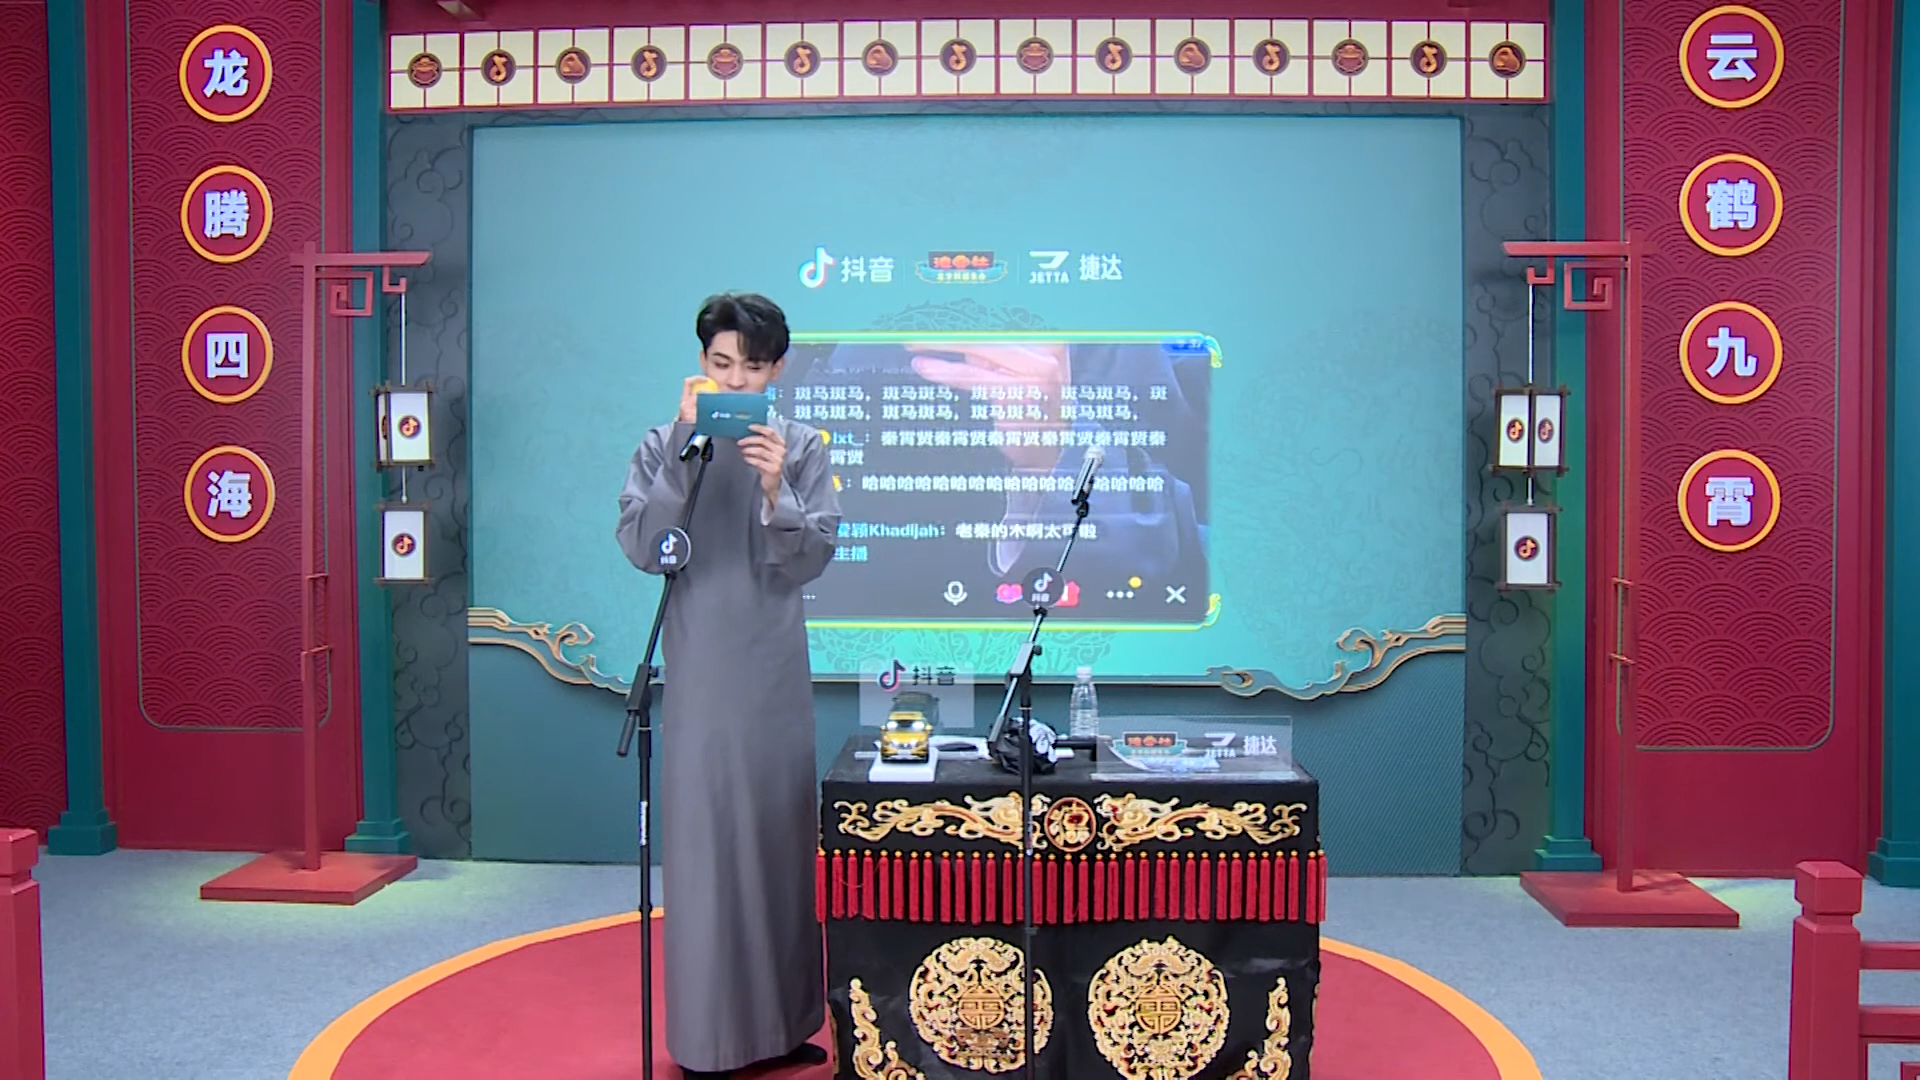 龙腾四海
云鹤九霄
抖音
JETTA 捷达
斑马斑马，斑马斑马，斑马斑马，斑马斑马，斑
斑马斑马，斑马斑马，斑马斑马，斑马斑马，
lxt_：秦霄贤秦霄贤秦霄贤秦霄贤秦霄贤秦
霄贤
哈哈哈哈哈哈哈哈哈哈哈哈
Khadijah：老秦的木啊太可
主播
抖音
抖音
抖音
JETTA 捷达
德